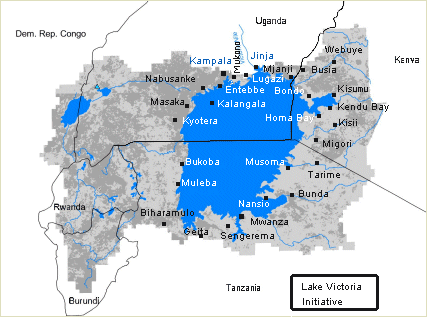 Uganda
Dem. Rep. Congo
Mukono
Jinja
Webuye
Kenya
Kampala
Mjanji
Busia
Nabusanke
Lugazi
Entebbe
Bondo
Kisumu
Masaka
Kalangala
Kendu Bay
Kyotera
Homa Bay
Kisii
Migori
Bukoba
Musoma
Tarime
Muleba
Bunda
Rwanda
Nansio
Biharamulo
Mwanza
Geita
Sengerema
Tanzania
Lake Victoria
Initiative
Burundi